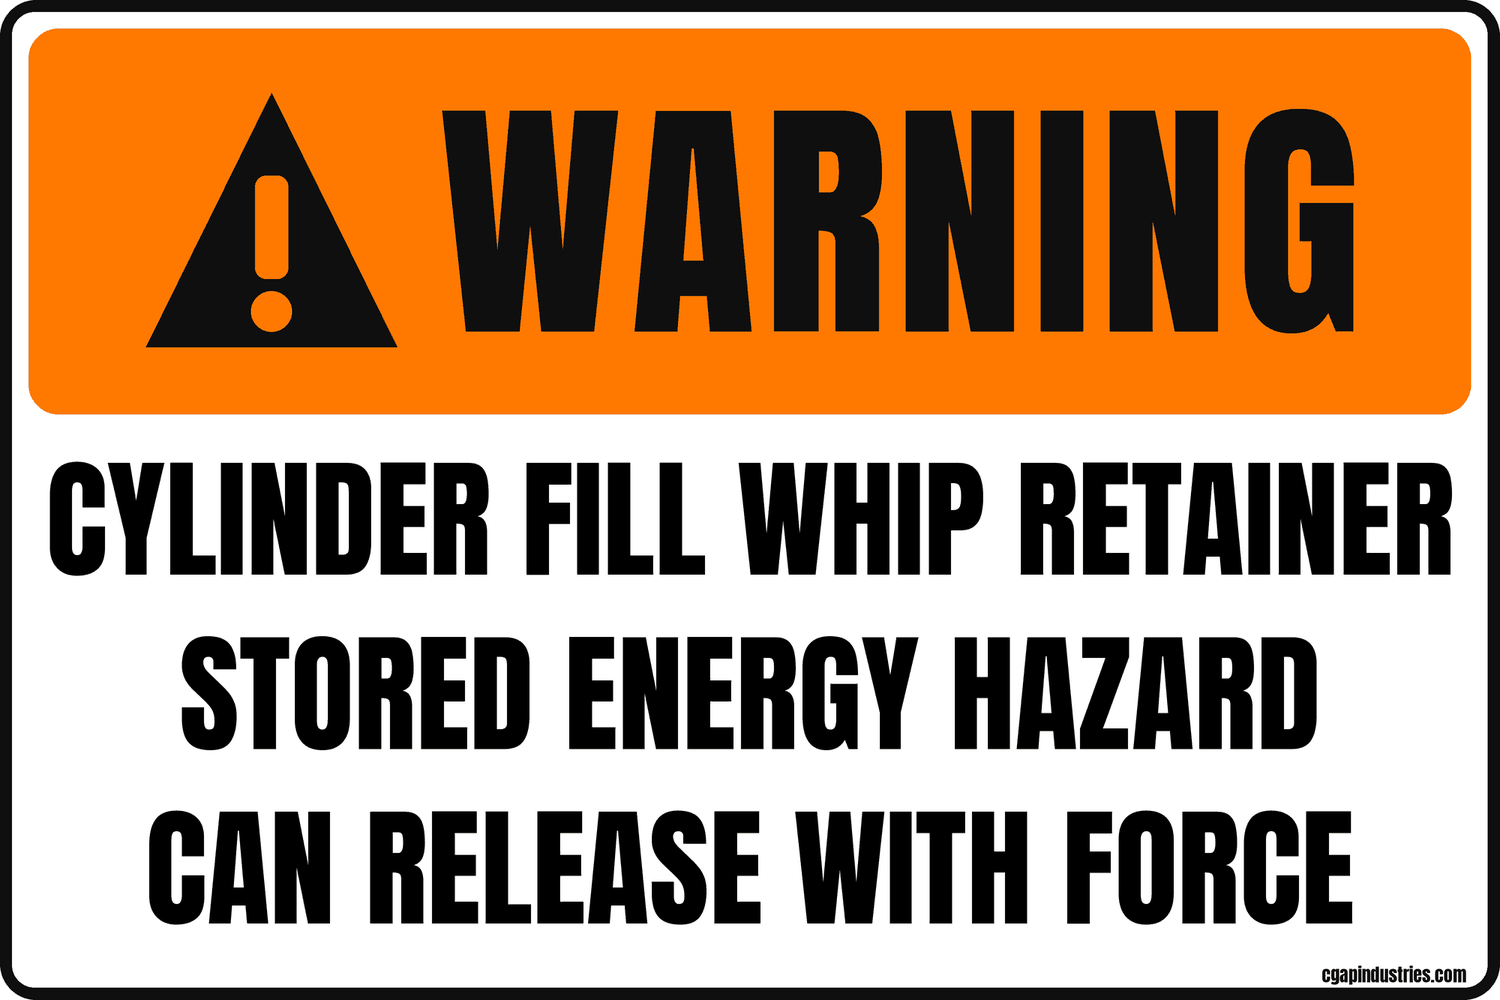 WARNING
CYLINDER FILL WHIP RETAINER
STORED ENERGY HAZARD
CAN RELEASE WITH FORCE
cgapindustries.com